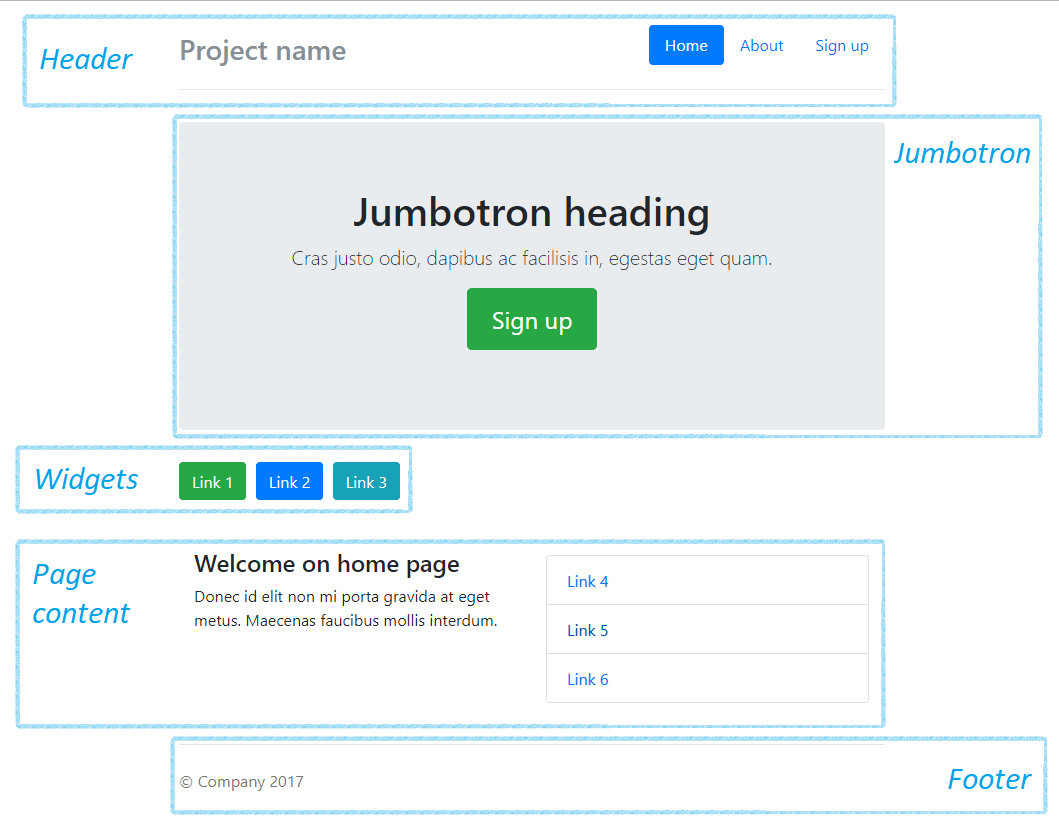 Header
Project name
Home About Sign up
Jumbotron
Jumbotron heading
Cras justo odio, dapibus ac facilisis in, egestas eget quam.
Sign up
Widgets
Link 1 Link 2 Link 3
Page
content
Welcome on home page
Donec id elit non mi porta gravida at eget
metus. Maecenas faucibus mollis interdum.
Link 4
Link 5
Link 6
© Company 2017
Footer